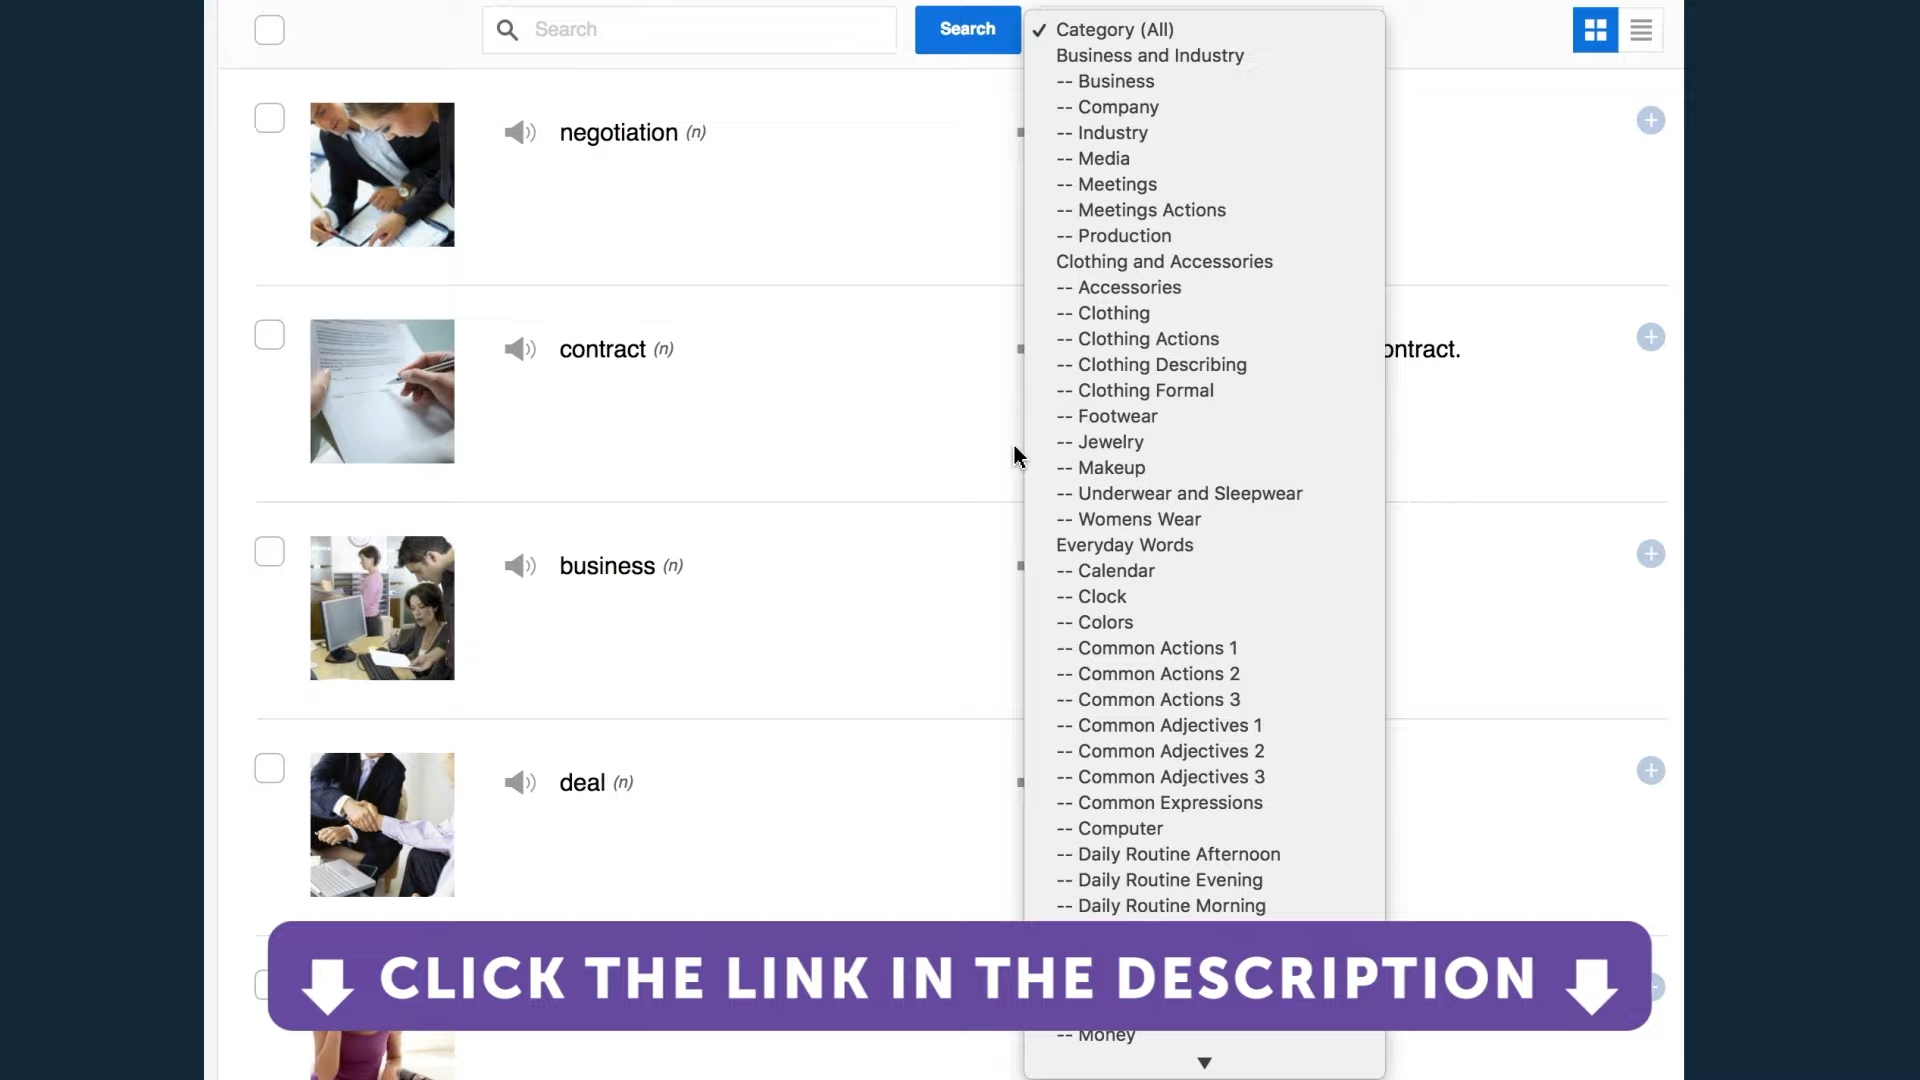 Search
Search
✓ Category (All)
Business and Industry
-- Business
-- Company
-- Industry
-- Media
-- Meetings
-- Meetings Actions
-- Production
Clothing and Accessories
-- Accessories
-- Clothing
-- Clothing Actions
-- Clothing Describing
-- Clothing Formal
-- Footwear
-- Jewelry
-- Makeup
-- Underwear and Sleepwear
-- Womens Wear
Everyday Words
-- Calendar
-- Clock
-- Colors
-- Common Actions 1
-- Common Actions 2
-- Common Actions 3
-- Common Adjectives 1
-- Common Adjectives 2
-- Common Adjectives 3
-- Common Expressions
-- Computer
-- Daily Routine Afternoon
-- Daily Routine Evening
-- Daily Routine Morning
-- Money
negotiation (n)
contract (n)
ontract.
business (n)
deal (n)
CLICK THE LINK IN THE DESCRIPTION